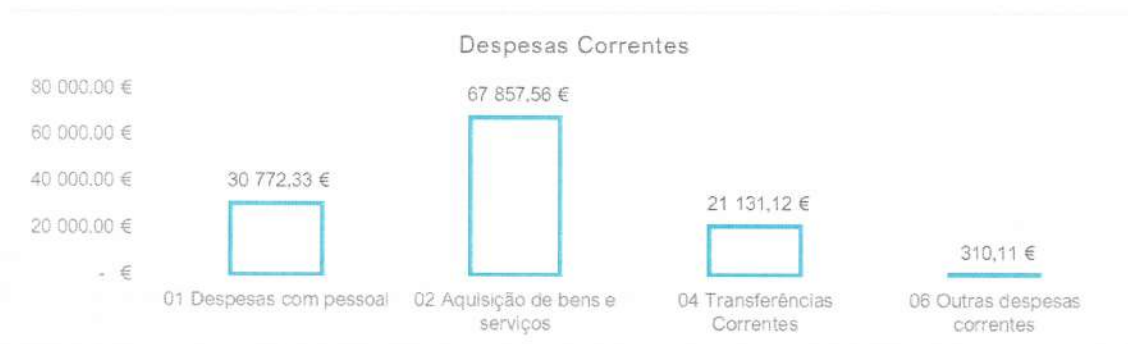 Despesas Correntes
80 000.00 €
60 000.00 €
40 000.00 €
20 000.00 €
- €
30 772,33 €
67 857,56 €
21 131,12 €
310,11 €
01 Despesas com pessoal
02 Aquisição de bens e
serviços
04 Transferências
Correntes
06 Outras despesas
correntes